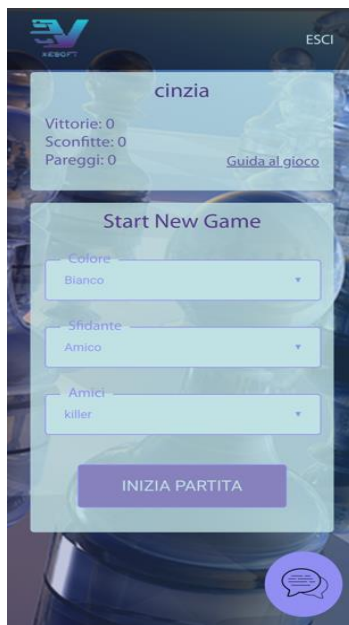 XESOFT
ESCI
cinzia
Vittorie: 0
Sconfitte: 0
Pareggi: 0
Guida al gioco
Start New Game
Colore
Bianco
Sfidante
Amico
Amici
killer
INIZIA PARTITA